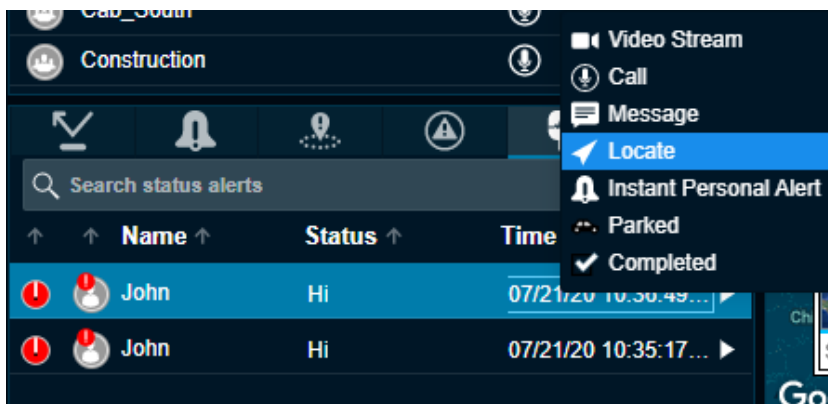 Cab_South
Construction
Video Stream
Call
Message
Locate
Instant Personal Alert
Parked
Completed
Search status alerts
Name Status Time
John Hi 07/21/20 10:36:49...
John Hi 07/21/20 10:35:17...